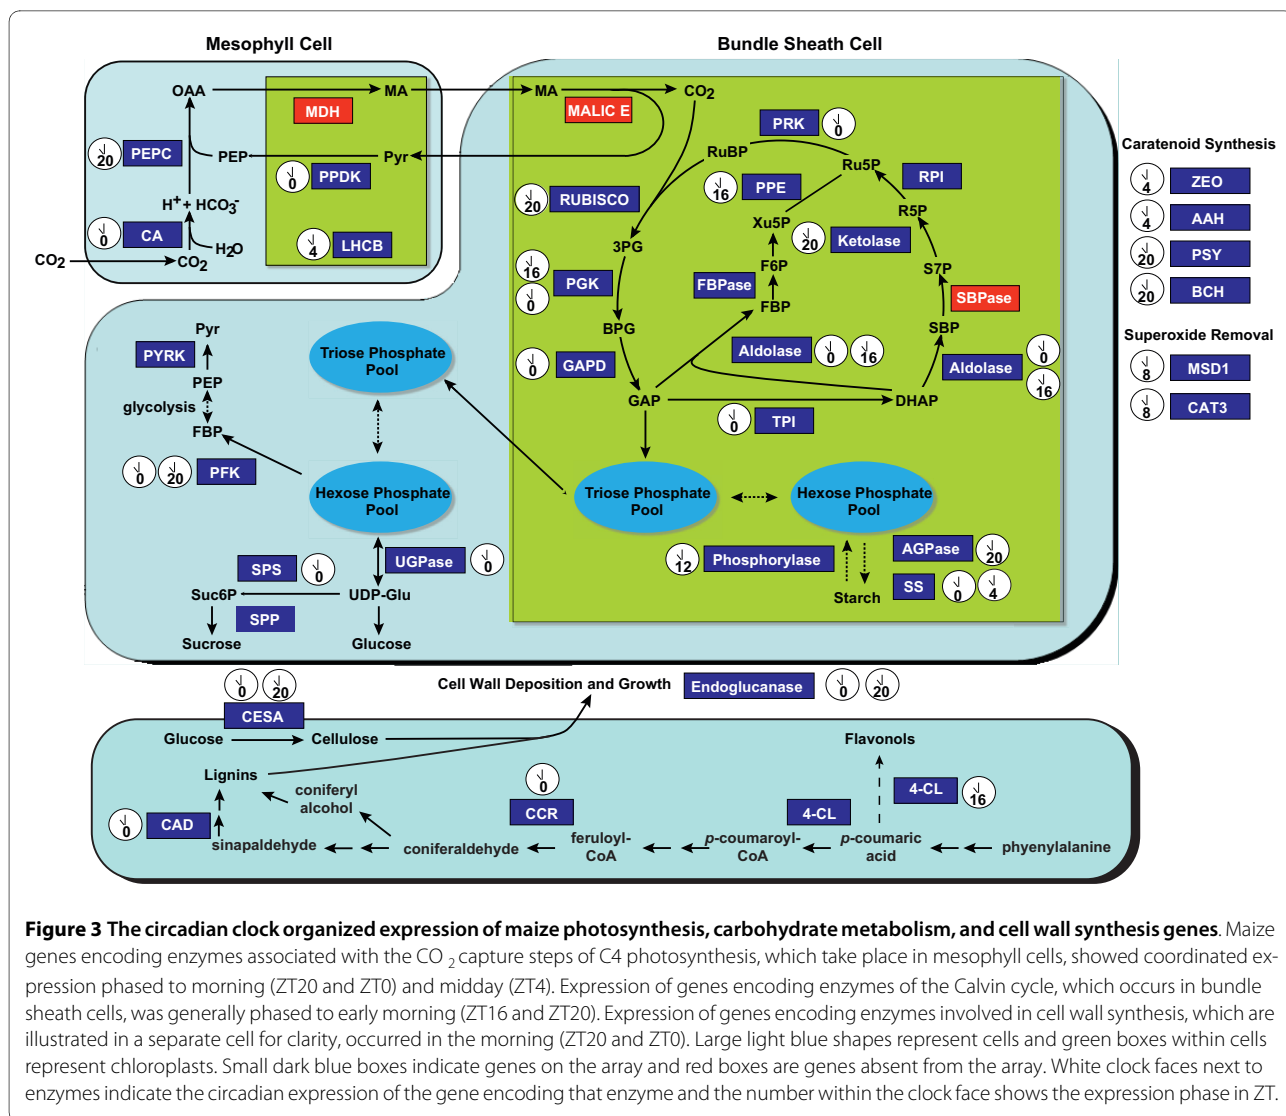 Mesophyll Cell
Bundle Sheath Cell
OAA
MA
MA
CO2
MDH
MALIC E
PRK
0
20
PEPC
PEP
Pyr
RuBP
Ru5P
0
PPDK
16
PPE
RPI
20
RUBISCO
H+ + HCO3-
Xu5P
R5P
0
CA
H2O
4
LHCB
3PG
20
Ketolase
CO2
CO2
16
0
PGK
F6P
S7P
FBPase
FBP
SBPase
BPG
SBP
Pyr
PYRK
PEP
glycolysis
FBP
Triose Phosphate
Pool
0
GAPD
Aldolase
0
16
Aldolase
0
16
GAP
DHAP
0
TPI
0
20
PFK
Hexose Phosphate
Pool
Triose Phosphate
Pool
Hexose Phosphate
Pool
SPS
0
UGPase
0
12
Phosphorylase
AGPase
20
Suc6P
UDP-Glu
Starch
SS
0
4
SPP
Sucrose
Glucose
Caratenoid Synthesis
4
ZEO
4
AAH
20
PSY
20
BCH
Superoxide Removal
8
MSD1
8
CAT3
0
20
CESA
Cell Wall Deposition and Growth
Endoglucanase
0
20
Glucose
Cellulose
Flavonols
Lignins
coniferyl
alcohol
0
CCR
4-CL
16
0
CAD
4-CL
sinapaldehyde
coniferaldehyde
feruloyl-
CoA
p-coumaroyl-
CoA
p-coumaric
acid
phyenylalanine
Figure 3 The circadian clock organized expression of maize photosynthesis, carbohydrate metabolism, and cell wall synthesis genes. Maize
genes encoding enzymes associated with the CO2 capture steps of C4 photosynthesis, which take place in mesophyll cells, showed coordinated ex-
pression phased to morning (ZT20 and ZT0) and midday (ZT4). Expression of genes encoding enzymes of the Calvin cycle, which occurs in bundle
sheath cells, was generally phased to early morning (ZT16 and ZT20). Expression of genes encoding enzymes involved in cell wall synthesis, which are
illustrated in a separate cell for clarity, occurred in the morning (ZT20 and ZT0). Large light blue shapes represent cells and green boxes within cells
represent chloroplasts. Small dark blue boxes indicate genes on the array and red boxes are genes absent from the array. White clock faces next to
enzymes indicate the circadian expression of the gene encoding that enzyme and the number within the clock face shows the expression phase in ZT.